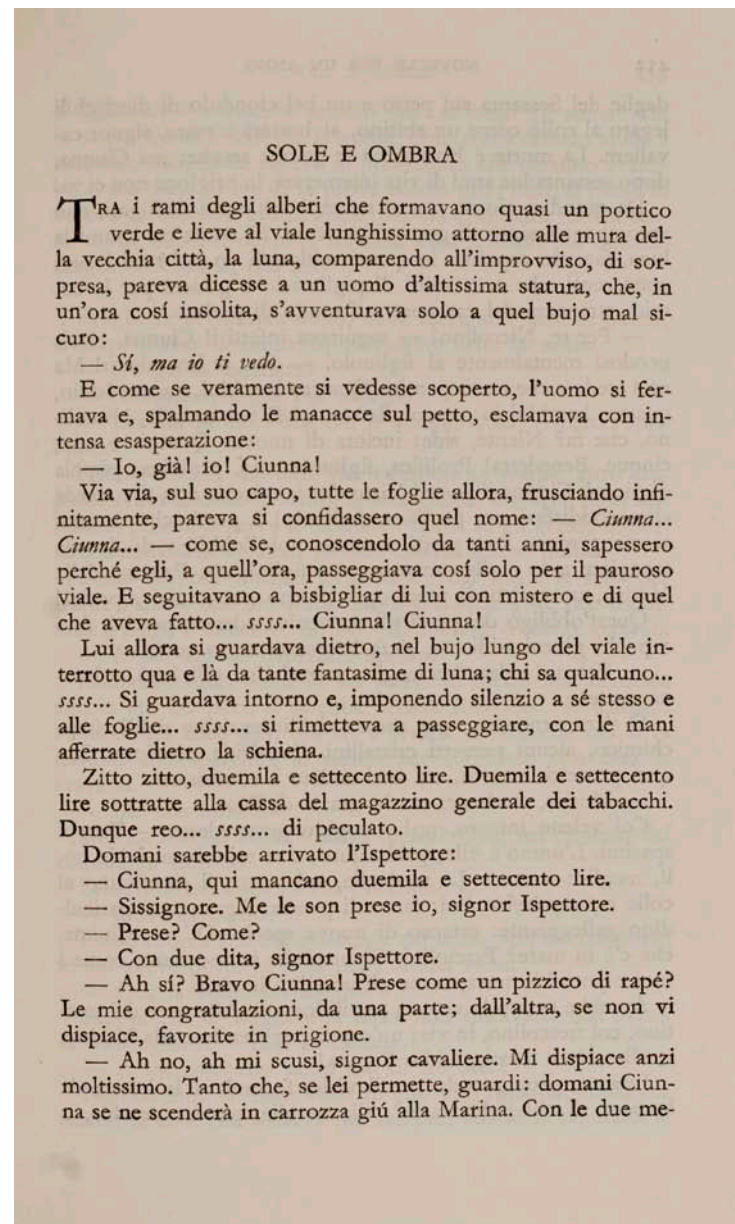 SOLE E OMBRA
TRA i rami degli alberi che formavano quasi un portico
verde e lieve al viale lunghissimo attorno alle mura del-
la vecchia città, la luna, comparendo all'improvviso, di sor-
presa, pareva dicesse a un uomo d'altissima statura, che, in
un'ora cosí insolita, s'avventurava solo a quel bujo mal si-
curo:
— Sí, ma io ti vedo.
E come se veramente si vedesse scoperto, l'uomo si fer-
mava e, spalmando le manacce sul petto, esclamava con in-
tensa esasperazione:
— Io, già! io! Ciunna!
Via via, sul suo capo, tutte le foglie allora, frusciando infi-
nitamente, pareva si confidassero quel nome: — Ciunna...
Ciunna... — come se, conoscendolo da tanti anni, sapessero
perché egli, a quell'ora, passeggiava cosí solo per il pauroso
viale. E seguitavano a bisbigliar di lui con mistero e di quel
che aveva fatto... ssss... Ciunna! Ciunna!
Lui allora si guardava dietro, nel bujo lungo del viale in-
terrotto qua e là da tante fantasime di luna; chi sa qualcuno...
ssss... Si guardava intorno e, imponendo silenzio a sé stesso e
alle foglie... ssss... si rimetteva a passeggiare, con le mani
afferrate dietro la schiena.
Zitto zitto, duemila e settecento lire. Duemila e settecento
lire sottratte alla cassa del magazzino generale dei tabacchi.
Dunque reo... ssss... di peculato.
Domani sarebbe arrivato l'Ispettore:
— Ciunna, qui mancano duemila e settecento lire.
— Sissignore. Me le son prese io, signor Ispettore.
— Prese? Come?
— Con due dita, signor Ispettore.
— Ah sí? Bravo Ciunna! Prese come un pizzico di rapé?
Le mie congratulazioni, da una parte; dall'altra, se non vi
dispiace, favorite in prigione.
— Ah no, ah mi scusi, signor cavaliere. Mi dispiace anzi
moltissimo. Tanto che, se lei permette, guardi: domani Ciun-
na se ne scenderà in carrozza giú alla Marina. Con le due me-